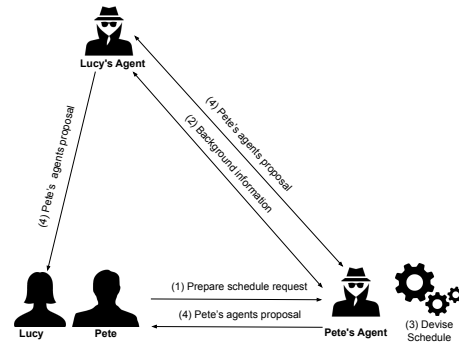 Lucy's Agent
(4) Pete's agents proposal
(4) Pete's agents proposal
(2) Background information
(1) Prepare schedule request
(4) Pete's agents proposal
Lucy
Pete
Pete's Agent
(3) Devise
Schedule